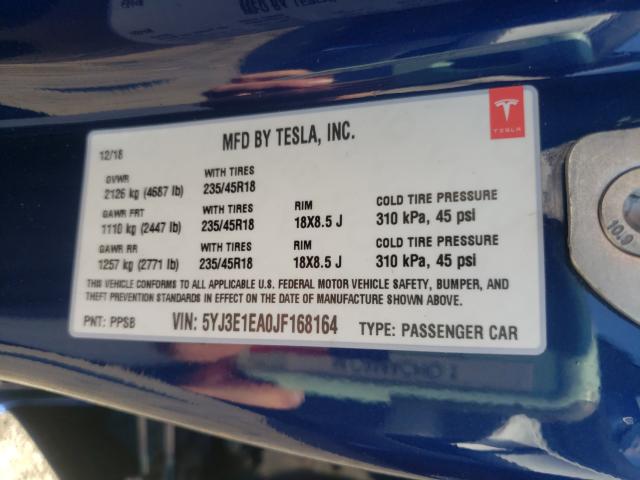 MFD BY TESLA, INC.
TESLA
12/18
GVWR WITH TIRES
2126 kg (4687 lb) 235/45R18
GAWR FRT WITH TIRES RIM COLD TIRE PRESSURE
1110 kg (2447 lb) 235/45R18 18X8.5 J 310 kPa, 45 psi
GAWR RR WITH TIRES RIM COLD TIRE PRESSURE
1257 kg (2771 lb) 235/45R18 18X8.5 J 310 kPa, 45 psi
THIS VEHICLE CONFORMS TO ALL APPLICABLE U.S. FEDERAL MOTOR VEHICLE SAFETY, BUMPER, AND
THEFT PREVENTION STANDARDS IN EFFECT ON THE DATE OF MANUFACTURE SHOWN ABOVE.
PNT: PPSB VIN: 5YJ3E1EA0JF168164 TYPE: PASSENGER CAR
10.9